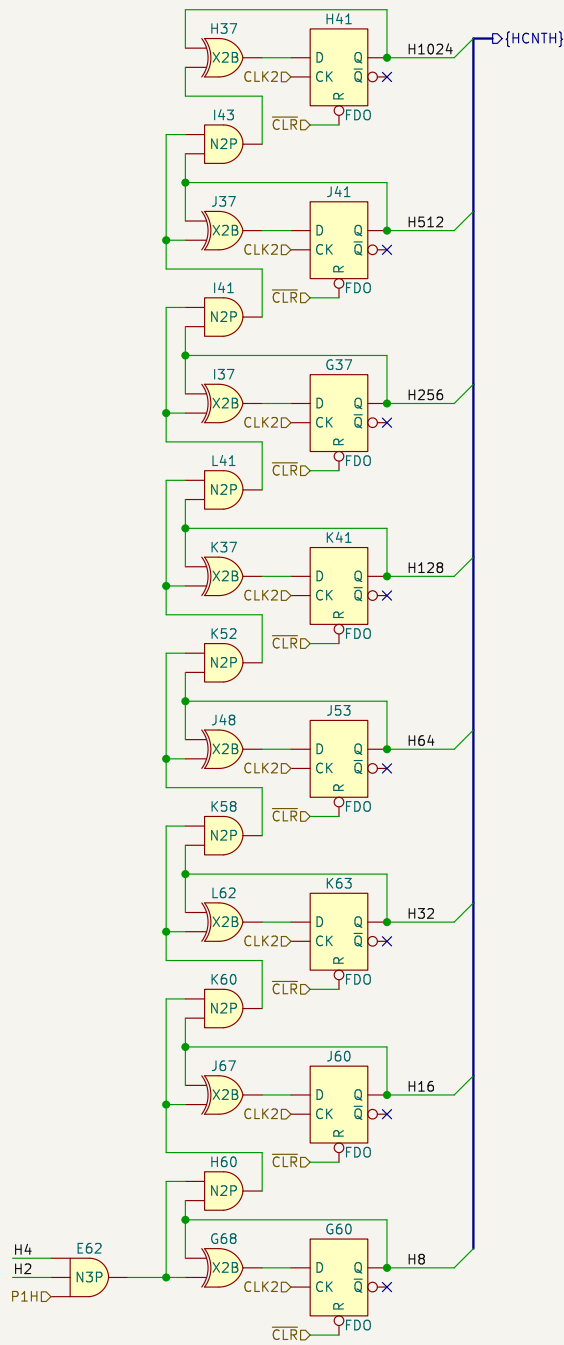 H37
H41
X2B
D
Q
H1024
{HCNTH}
CLK2
CK
Q
R
CLR
FDO
I43
N2P
J37
J41
X2B
D
Q
H512
CLK2
CK
Q
R
CLR
FDO
I41
N2P
I37
G37
X2B
D
Q
H256
CLK2
CK
Q
R
CLR
FDO
L41
N2P
K37
K41
X2B
D
Q
H128
CLK2
CK
Q
R
CLR
FDO
K52
N2P
J48
J53
X2B
D
Q
H64
CLK2
CK
Q
R
CLR
FDO
K58
N2P
L62
K63
X2B
D
Q
H32
CLK2
CK
Q
R
CLR
FDO
K60
N2P
J67
J60
X2B
D
Q
H16
CLK2
CK
Q
R
CLR
FDO
H60
N2P
G68
G60
X2B
D
Q
H8
CLK2
CK
Q
R
CLR
FDO
H4
E62
H2
N3P
P1H